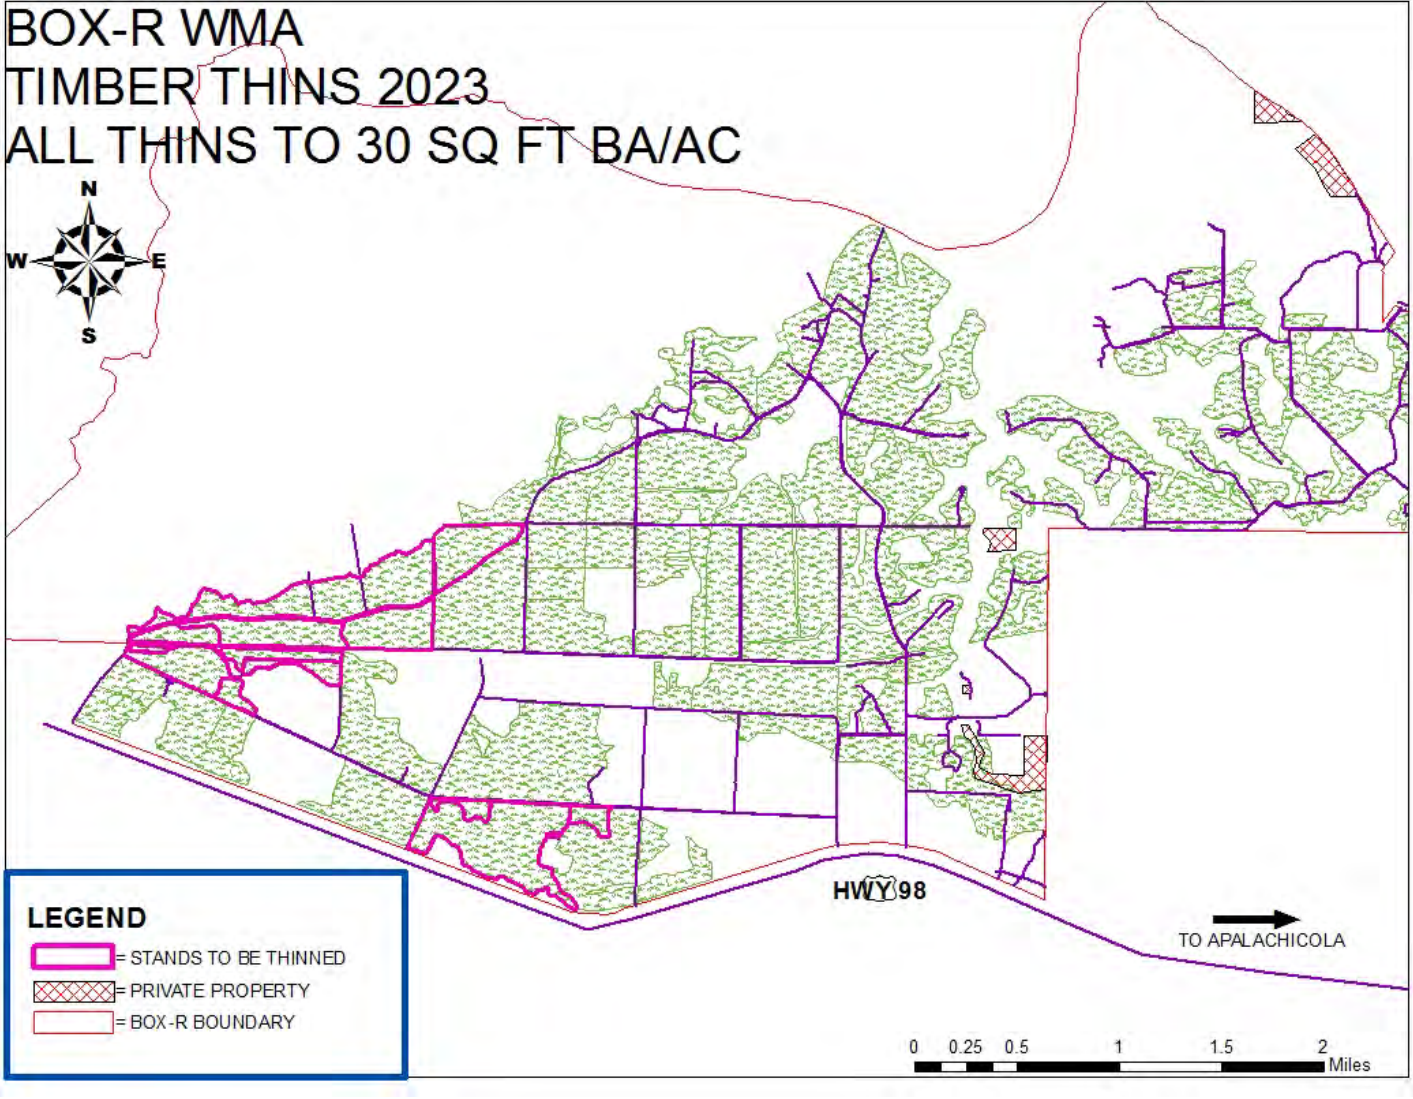 BOX-R WMA
TIMBER THINS 2023
ALL THINS TO 30 SQ FT BA/AC
N
W E
S
HWY 98
TO APALACHICOLA
LEGEND
= STANDS TO BE THINNED
= PRIVATE PROPERTY
= BOX-R BOUNDARY
0 0.25 0.5 1 1.5 2
Miles